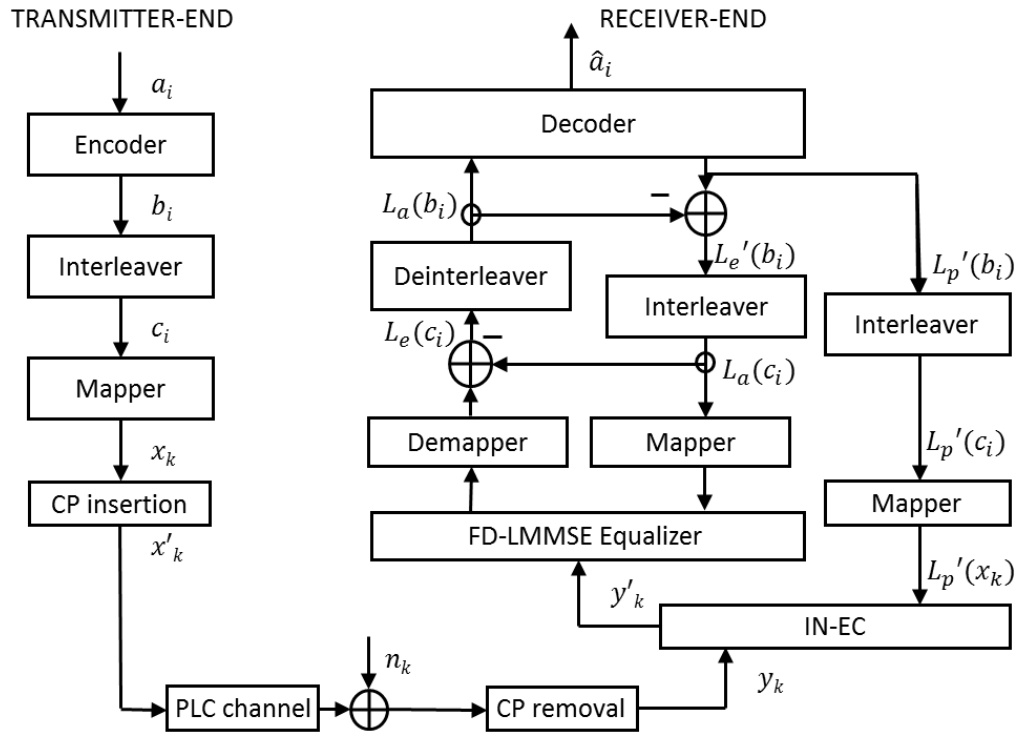 TRANSMITTER-END
a_i
Encoder
b_i
Interleaver
c_i
Mapper
x_k
CP insertion
x'_k
PLC channel
n_k
CP removal
y_k
RECEIVER-END
â_i
Decoder
L_a(b_i)
−
L_e'(b_i)
L_p'(b_i)
Deinterleaver
Interleaver
Interleaver
L_e(c_i)
−
L_a(c_i)
Demapper
Mapper
L_p'(c_i)
Mapper
FD-LMMSE Equalizer
L_p'(x_k)
y'_k
IN-EC